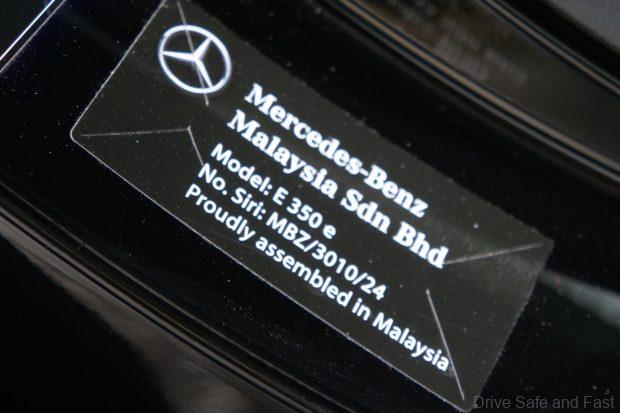 Mercedes-Benz
Malaysia Sdn Bhd
Model: E 350 e
No. Siri: MBZ/3010/24
Proudly assembled in Malaysia
Drive Safe and Fast